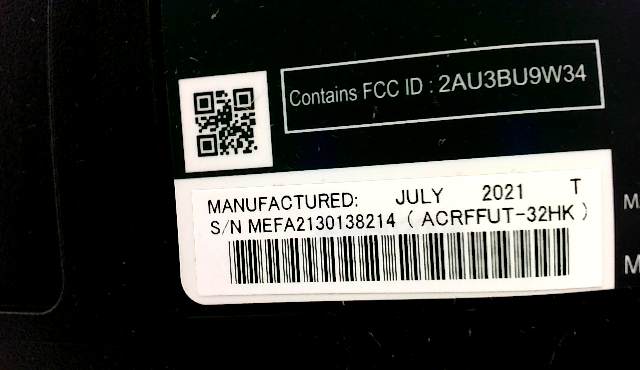 Contains FCC ID : 2AU3BU9W34
MANUFACTURED: JULY 2021 T
S/N MEFA2130138214 ( ACRFFUT-32HK )